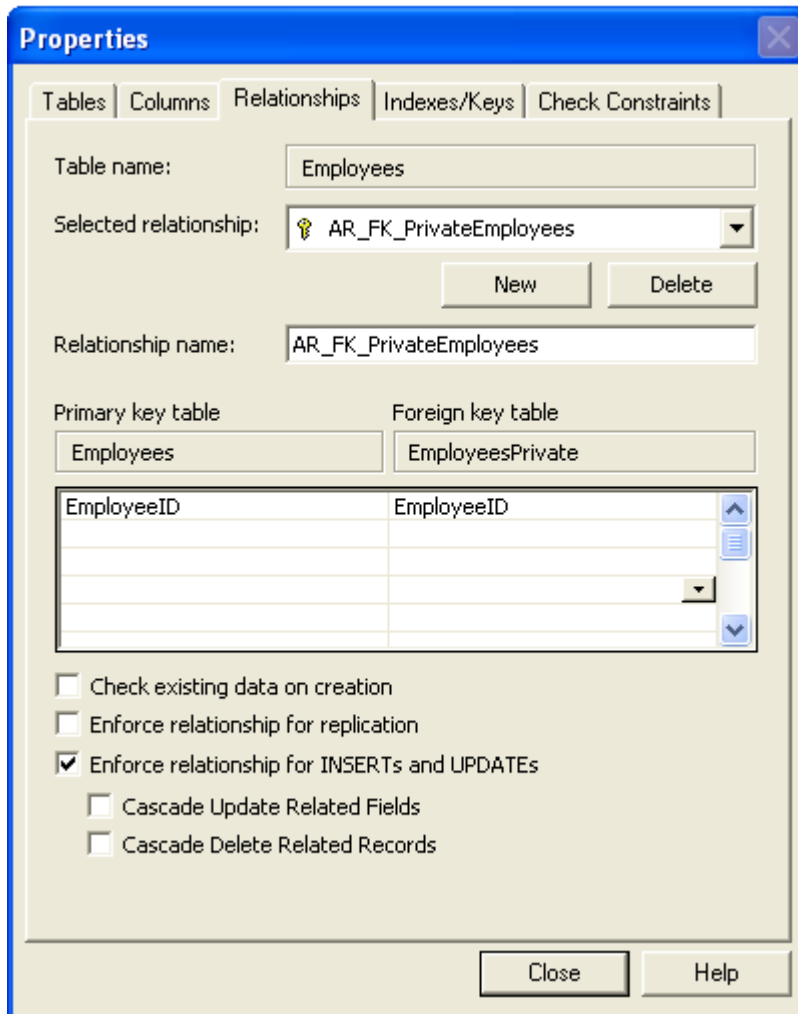 Properties
Tables Columns Relationships Indexes/Keys Check Constraints
Table name: Employees
Selected relationship: AR_FK_PrivateEmployees
New Delete
Relationship name: AR_FK_PrivateEmployees
Primary key table Foreign key table
Employees EmployeesPrivate
EmployeeID EmployeeID
Check existing data on creation
Enforce relationship for replication
Enforce relationship for INSERTs and UPDATEs
Cascade Update Related Fields
Cascade Delete Related Records
Close Help